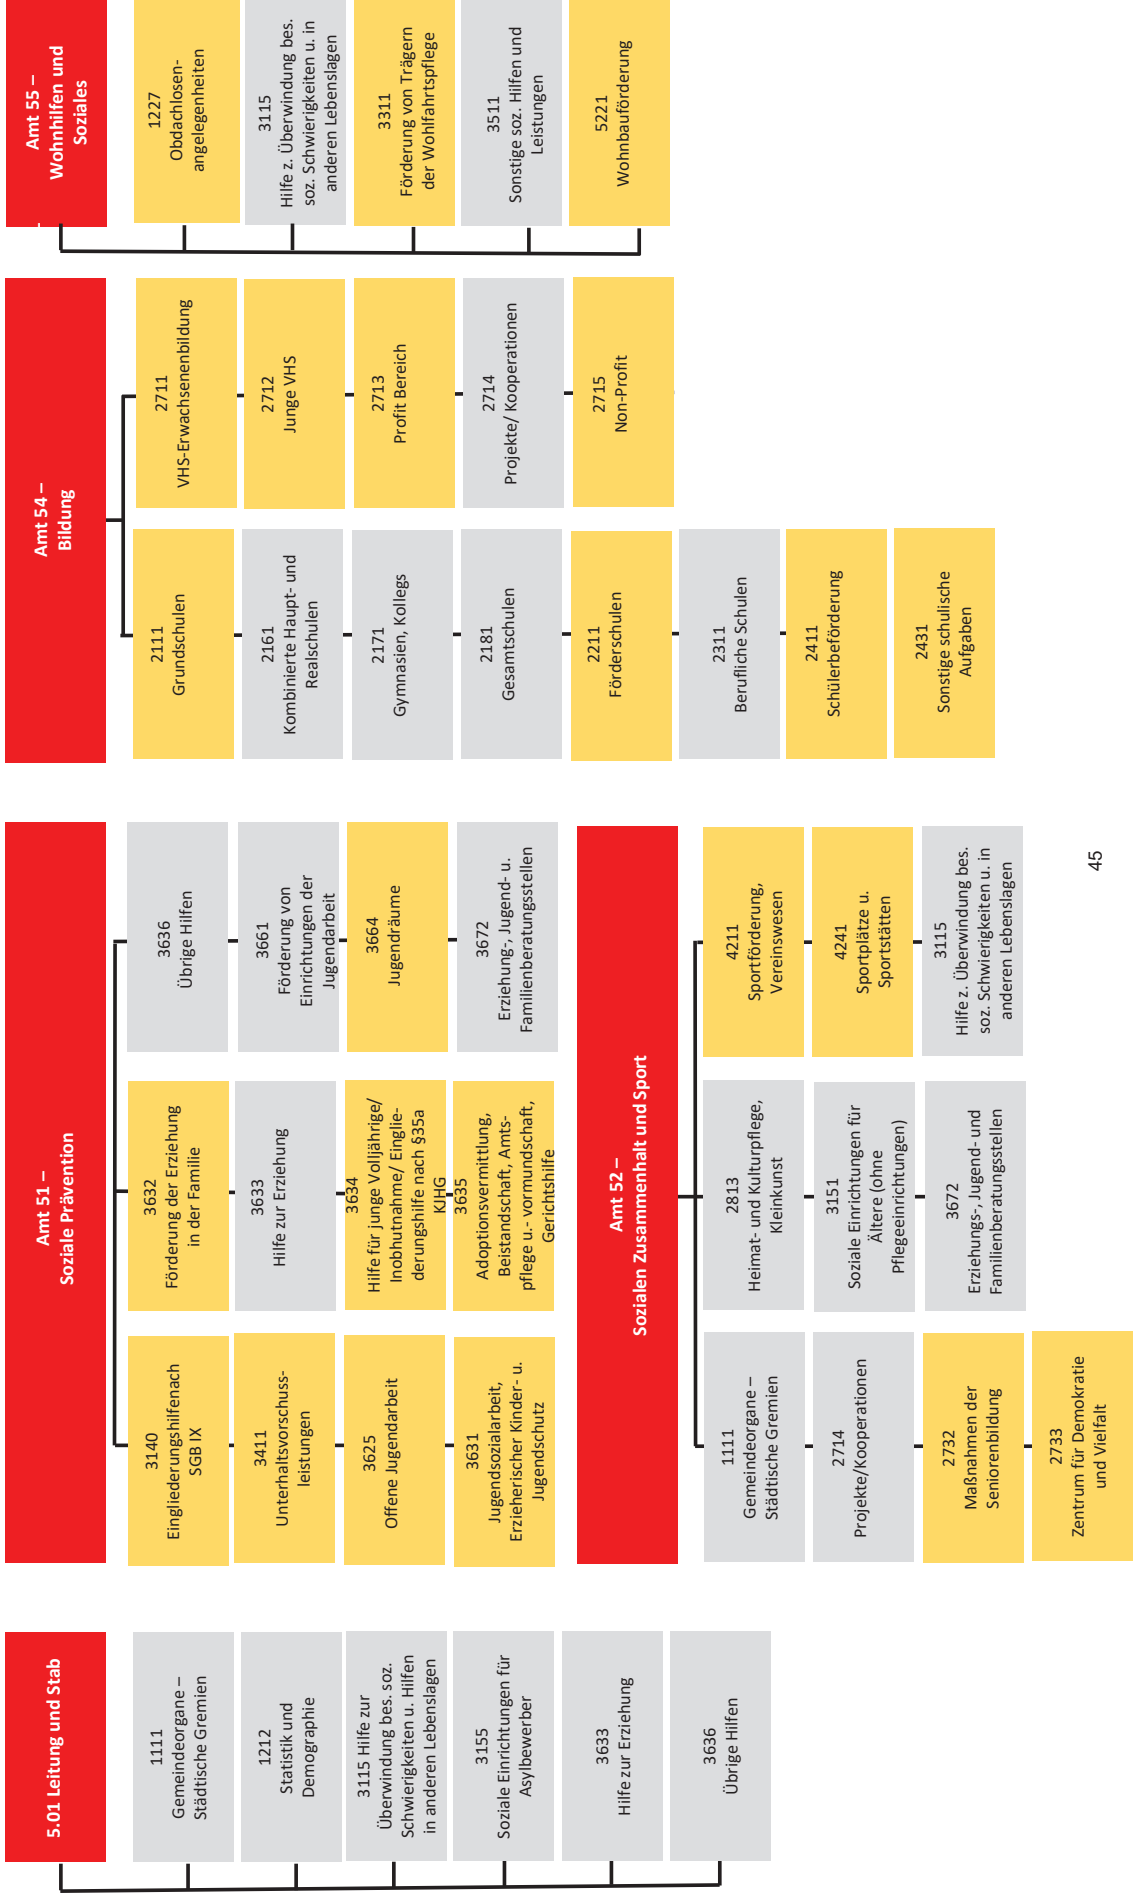 5.01 Leitung und Stab
1111
Gemeindeorgane –
Städtische Gremien
1212
Statistik und
Demographie
3115 Hilfe zur
Überwindung bes. soz.
Schwierigkeiten u. Hilfen
in anderen Lebenslagen
3155
Soziale Einrichtungen für
Asylbewerber
3633
Hilfe zur Erziehung
3636
Übrige Hilfen
Amt 51 –
Soziale Prävention
3140
Eingliederungshilfenach
SGB IX
3411
Unterhaltsvorschuss-
leistungen
3625
Offene Jugendarbeit
3631
Jugendsozialarbeit,
Erzieherischer Kinder- u.
Jugendschutz
3632
Förderung der Erziehung
in der Familie
3633
Hilfe zur Erziehung
3634
Hilfe für junge Volljährige/
Inobhutnahme/ Einglie-
derungshilfe nach §35a
KJHG
3635
Adoptionsvermittlung,
Beistandschaft, Amts-
pflege u.- vormundschaft,
Gerichtshilfe
3636
Übrige Hilfen
3661
Förderung von
Einrichtungen der
Jugendarbeit
3664
Jugendräume
3672
Erziehung-, Jugend- u.
Familienberatungsstellen
Amt 52 –
Sozialen Zusammenhalt und Sport
1111
Gemeindeorgane –
Städtische Gremien
2714
Projekte/Kooperationen
2732
Maßnahmen der
Seniorenbildung
2733
Zentrum für Demokratie
und Vielfalt
2813
Heimat- und Kulturpflege,
Kleinkunst
3151
Soziale Einrichtungen für
Ältere (ohne
Pflegeeinrichtungen)
3672
Erziehungs-, Jugend- und
Familienberatungsstellen
4211
Sportförderung,
Vereinswesen
4241
Sportplätze u.
Sportstätten
3115
Hilfe z. Überwindung bes.
soz. Schwierigkeiten u. in
anderen Lebenslagen
Amt 54 –
Bildung
2111
Grundschulen
2161
Kombinierte Haupt- und
Realschulen
2171
Gymnasien, Kollegs
2181
Gesamtschulen
2211
Förderschulen
2311
Berufliche Schulen
2411
Schülerbeförderung
2431
Sonstige schulische
Aufgaben
2711
VHS-Erwachsenenbildung
2712
Junge VHS
2713
Profit Bereich
2714
Projekte/ Kooperationen
2715
Non-Profit
Amt 55 –
Wohnhilfen und
Soziales
1227
Obdachlosen-
angelegenheiten
3115
Hilfe z. Überwindung bes.
soz. Schwierigkeiten u. in
anderen Lebenslagen
3311
Förderung von Trägern
der Wohlfahrtspflege
3511
Sonstige soz. Hilfen und
Leistungen
5221
Wohnbauförderung
45